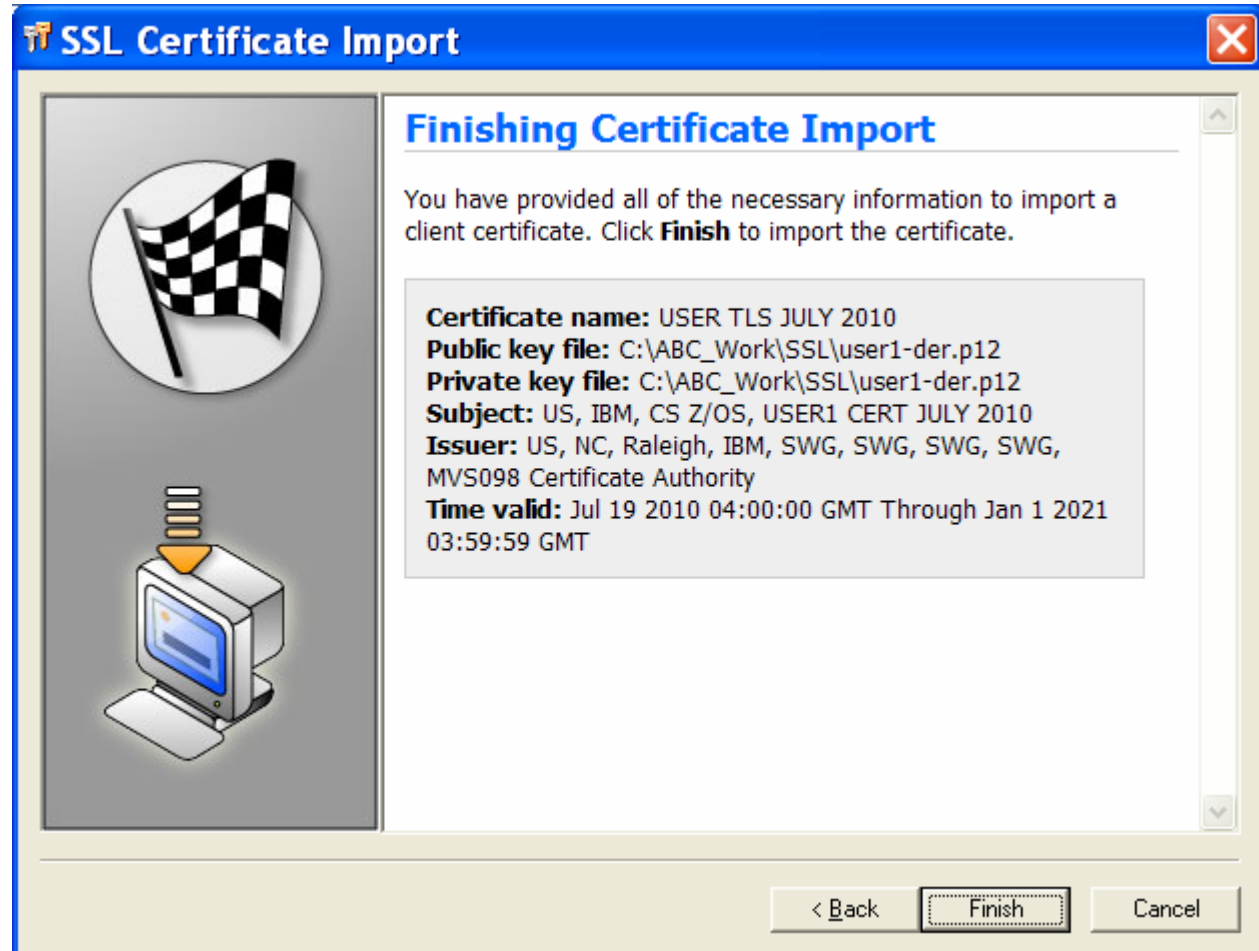 SSL Certificate Import
Finishing Certificate Import
You have provided all of the necessary information to import a
client certificate. Click Finish to import the certificate.
Certificate name: USER TLS JULY 2010
Public key file: C:\ABC_Work\SSL\user1-der.p12
Private key file: C:\ABC_Work\SSL\user1-der.p12
Subject: US, IBM, CS Z/OS, USER1 CERT JULY 2010
Issuer: US, NC, Raleigh, IBM, SWG, SWG, SWG, SWG,
MVS098 Certificate Authority
Time valid: Jul 19 2010 04:00:00 GMT Through Jan 1 2021
03:59:59 GMT
< Back Finish Cancel